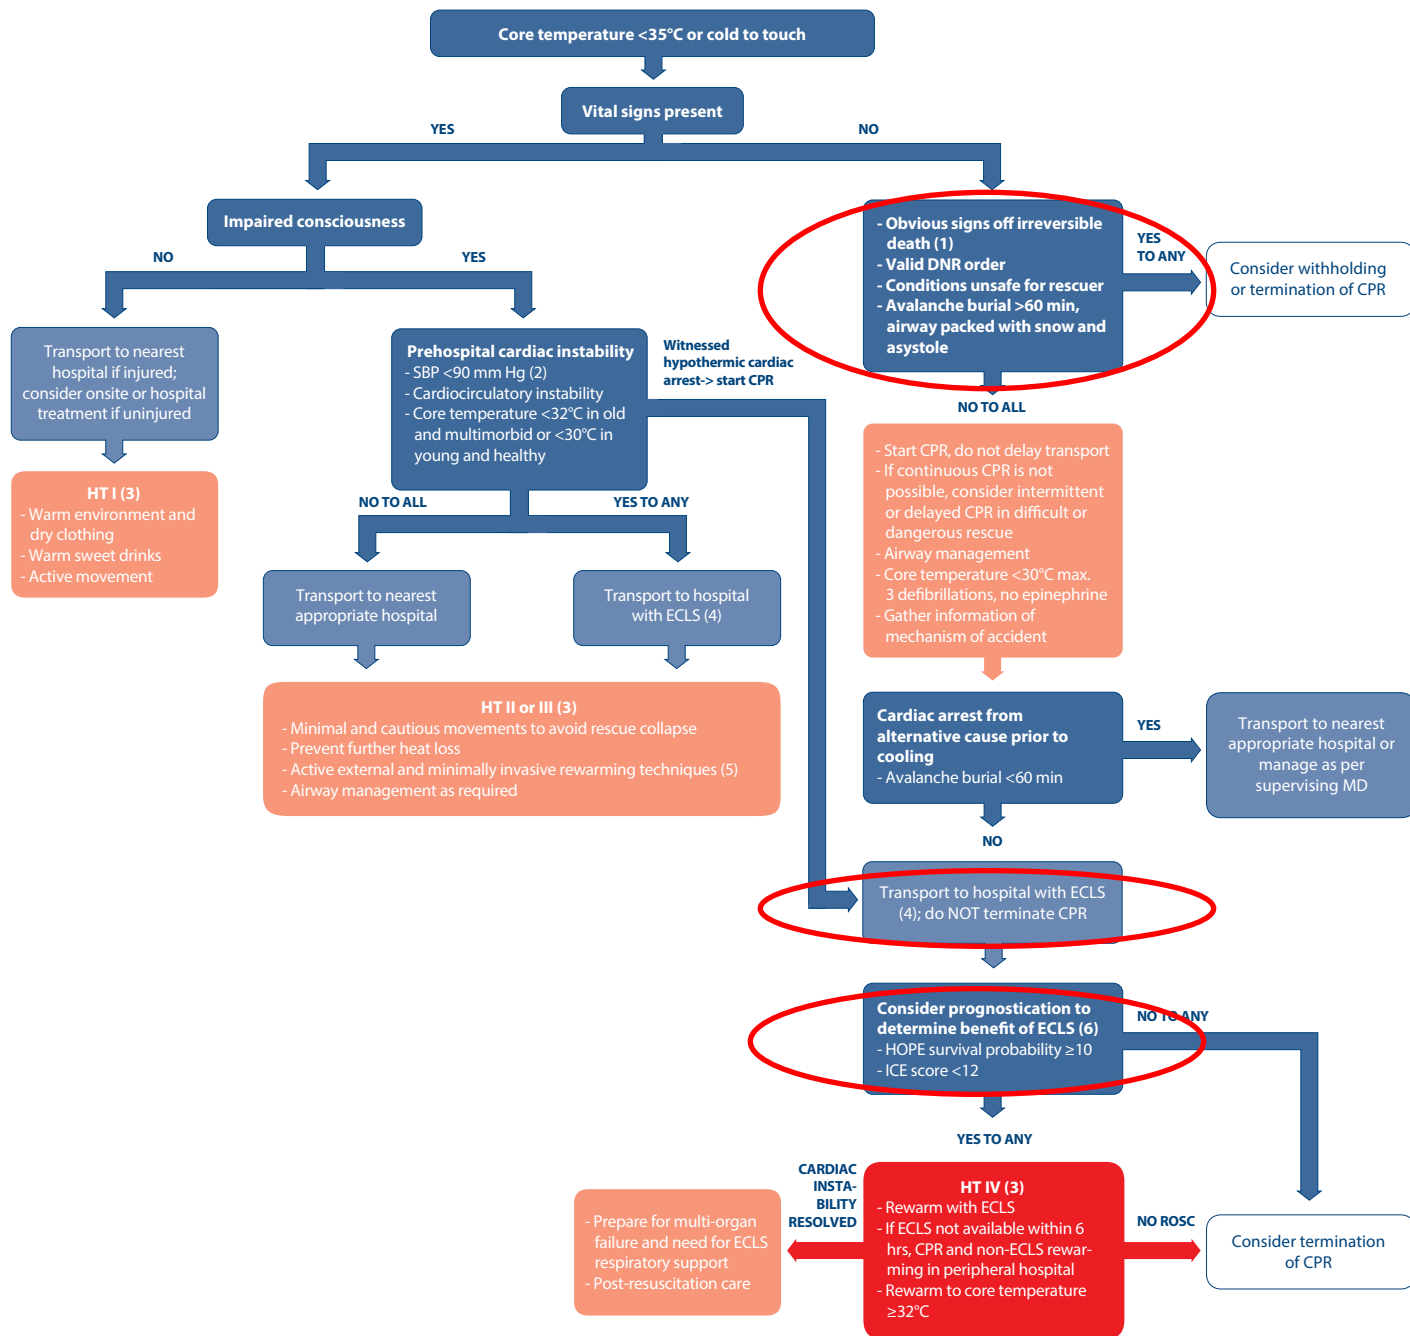 Core temperature <35°C or cold to touch
Vital signs present
YES
NO
Impaired consciousness
NO
YES
- Obvious signs off irreversible
death (1)
- Valid DNR order
- Conditions unsafe for rescuer
- Avalanche burial >60 min,
airway packed with snow and
asystole
YES
TO ANY
Consider withholding
or termination of CPR
Transport to nearest
hospital if injured;
consider onsite or hospital
treatment if uninjured
Prehospital cardiac instability
- SBP <90 mm Hg (2)
- Cardiocirculatory instability
- Core temperature <32°C in old
and multimorbid or <30°C in
young and healthy
Witnessed
hypothermic cardiac
arrest-> start CPR
NO TO ALL
HT I (3)
- Warm environment and
dry clothing
- Warm sweet drinks
- Active movement
NO TO ALL
YES TO ANY
- Start CPR, do not delay transport
- If continuous CPR is not
possible, consider intermittent
or delayed CPR in difficult or
dangerous rescue
- Airway management
- Core temperature <30°C max.
3 defibrillations, no epinephrine
- Gather information of
mechanism of accident
Transport to nearest
appropriate hospital
Transport to hospital
with ECLS (4)
HT II or III (3)
- Minimal and cautious movements to avoid rescue collapse
- Prevent further heat loss
- Active external and minimally invasive rewarming techniques (5)
- Airway management as required
Cardiac arrest from
alternative cause prior to
cooling
- Avalanche burial <60 min
YES
Transport to nearest
appropriate hospital or
manage as per
supervising MD
NO
Transport to hospital with ECLS
(4); do NOT terminate CPR
Consider prognostication to
determine benefit of ECLS (6)
- HOPE survival probability ≥10
- ICE score <12
NO TO ANY
YES TO ANY
CARDIAC
INSTA-
BILITY
RESOLVED
- Prepare for multi-organ
failure and need for ECLS
respiratory support
- Post-resuscitation care
HT IV (3)
- Rewarm with ECLS
- If ECLS not available within 6
hrs, CPR and non-ECLS rewar-
ming in peripheral hospital
- Rewarm to core temperature
≥32°C
NO ROSC
Consider termination
of CPR